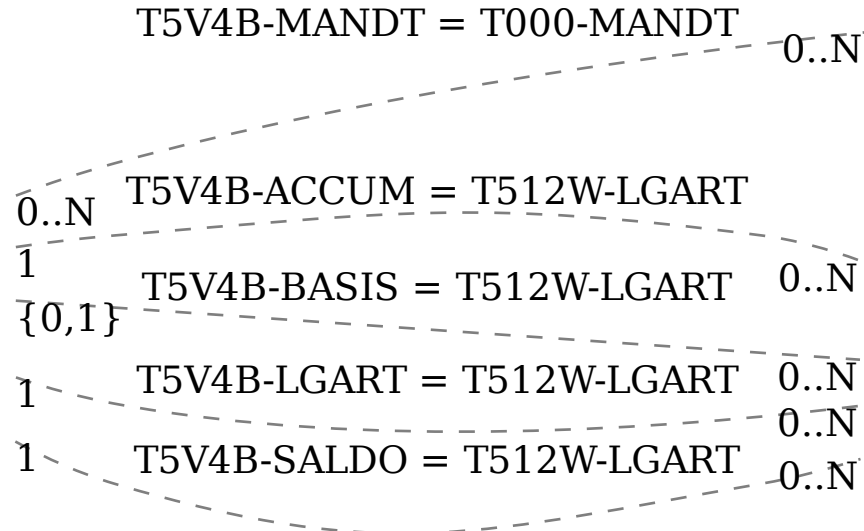 T5V4B-MANDT = T000-MANDT
0..N
T5V4B-ACCUM = T512W-LGART
0..N
1
T5V4B-BASIS = T512W-LGART
0..N
{0,1}
T5V4B-LGART = T512W-LGART
0..N
1
0..N
T5V4B-SALDO = T512W-LGART
1
0..N